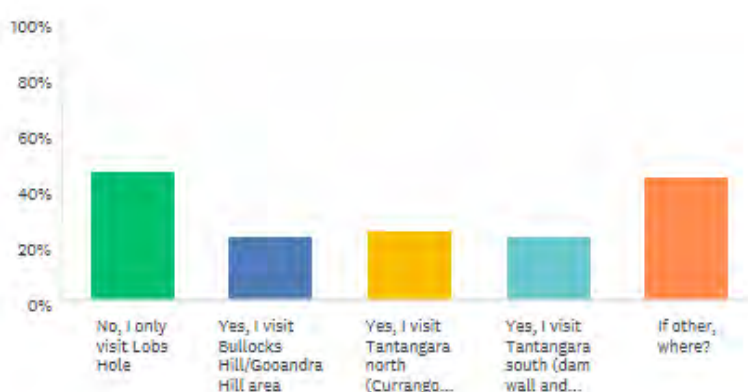 100%
80%
60%
40%
20%
0%
No, I only
visit Lobs
Hole
Yes, I visit
Bullocks
Hill/Gooandra
Hill area
Yes, I visit
Tantangara
north
(Currango...
Yes, I visit
Tantangara
south (dam
wall and...
If other,
where?